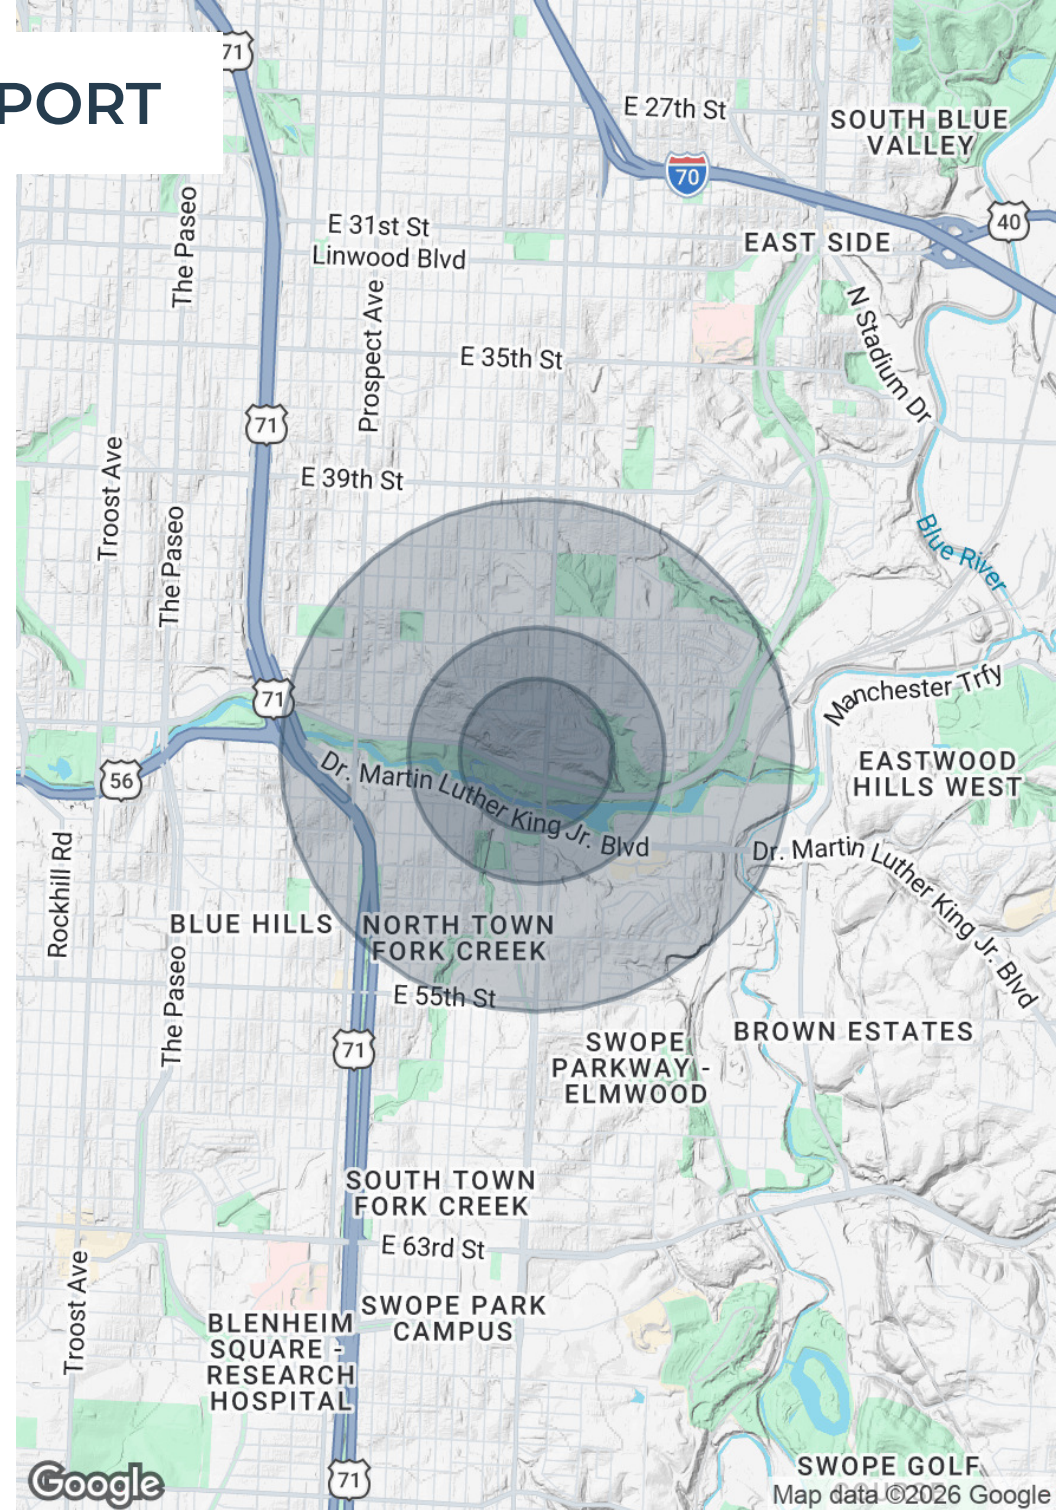 PORT
71
E 27th St
SOUTH BLUE
VALLEY
70
The Paseo
E 31st St
Linwood Blvd
EAST SIDE
40
N Stadium Dr
Prospect Ave
E 35th St
71
Troost Ave
E 39th St
The Paseo
Blue River
71
Manchester Trfy
56
Dr. Martin Luther King Jr. Blvd
EASTWOOD
HILLS WEST
Rockhill Rd
Dr. Martin Luther King Jr. Blvd
BLUE HILLS
NORTH TOWN
FORK CREEK
The Paseo
E 55th St
71
SWOPE
PARKWAY -
ELMWOOD
BROWN ESTATES
SOUTH TOWN
FORK CREEK
E 63rd St
Troost Ave
SWOPE PARK
CAMPUS
BLENHEIM
SQUARE -
RESEARCH
HOSPITAL
SWOPE GOLF
71
Google
Map data ©2026 Google